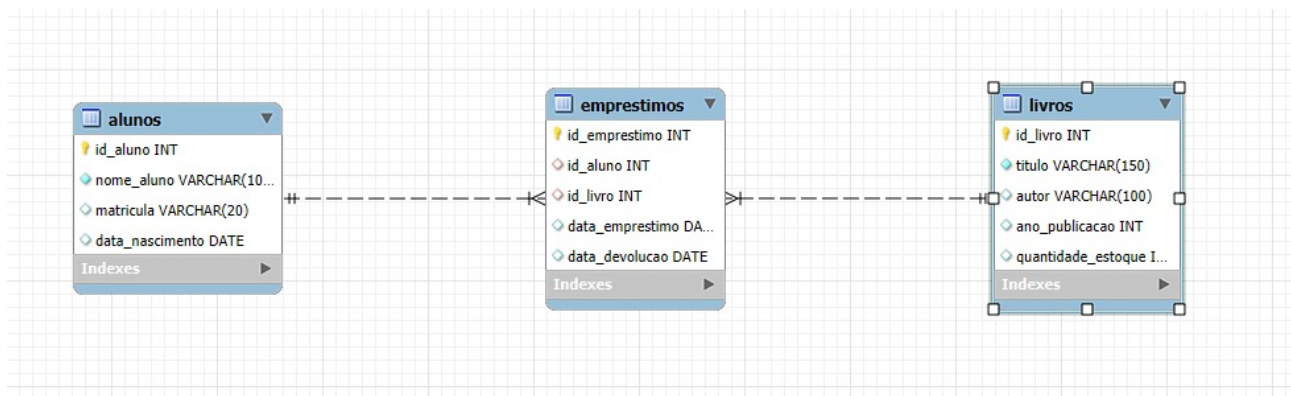 alunos
id_aluno INT
nome_aluno VARCHAR(10...
matricula VARCHAR(20)
data_nascimento DATE
Indexes
emprestimos
id_emprestimo INT
id_aluno INT
id_livro INT
data_emprestimo DA...
data_devolucao DATE
Indexes
livros
id_livro INT
titulo VARCHAR(150)
autor VARCHAR(100)
ano_publicacao INT
quantidade_estoque I...
Indexes